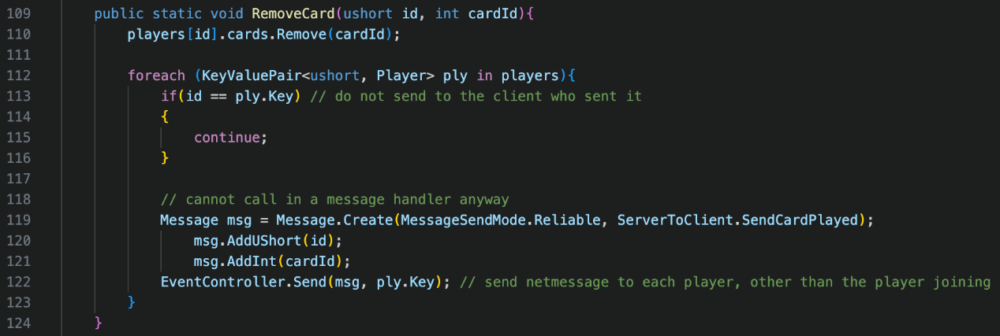 109 public static void RemoveCard(ushort id, int cardId){
110 players[id].cards.Remove(cardId);
111
112 foreach (KeyValuePair<ushort, Player> ply in players){
113 if(id == ply.Key) // do not send to the client who sent it
114 {
115 continue;
116 }
117
118 // cannot call in a message handler anyway
119 Message msg = Message.Create(MessageSendMode.Reliable, ServerToClient.SendCardPlayed);
120 msg.AddUShort(id);
121 msg.AddInt(cardId);
122 EventController.Send(msg, ply.Key); // send netmessage to each player, other than the player joining
123 }
124 }